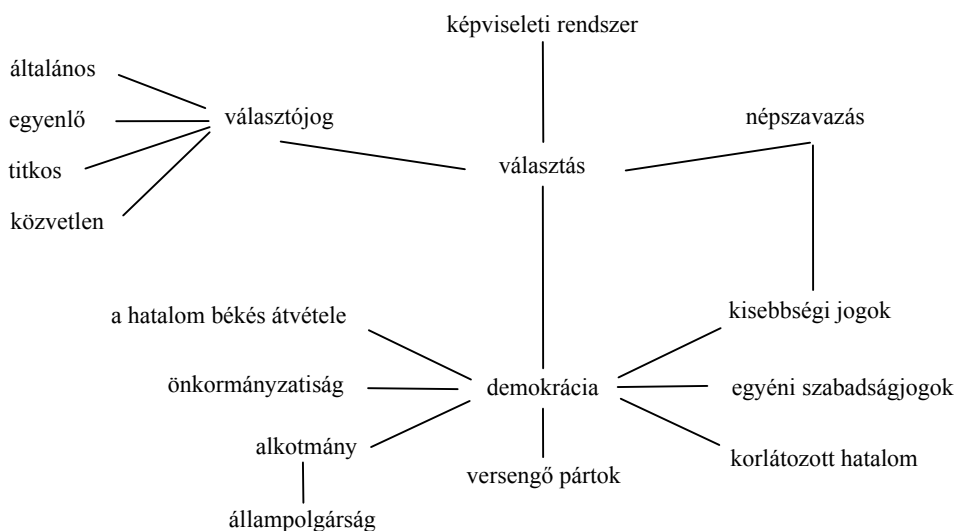 képviseleti rendszer
általános
egyenlő
választójog
népszavazás
titkos
választás
közvetlen
a hatalom békés átvétele
kisebbségi jogok
önkormányzatiság
demokrácia
egyéni szabadságjogok
alkotmány
versengő pártok
korlátozott hatalom
állampolgárság